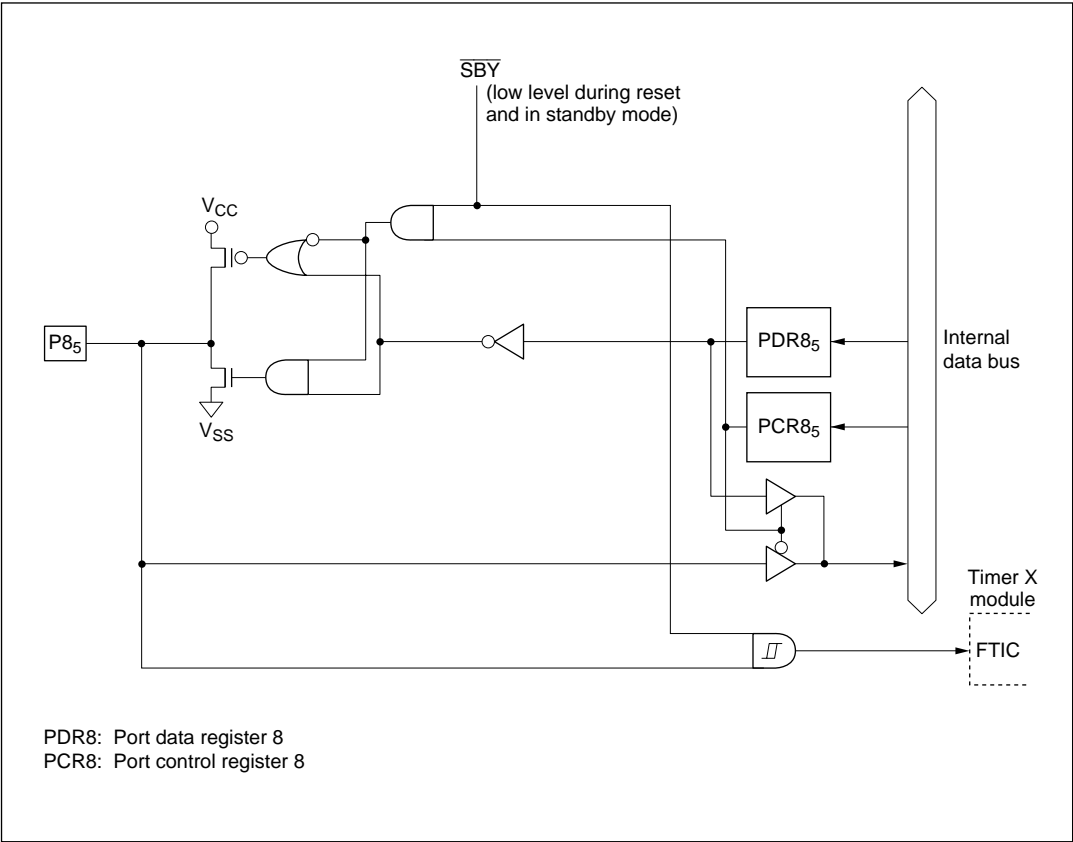 SBY
(low level during reset
and in standby mode)
VCC
P85
VSS
PDR85
PCR85
Internal
data bus
Timer X
module
FTIC
PDR8: Port data register 8
PCR8: Port control register 8